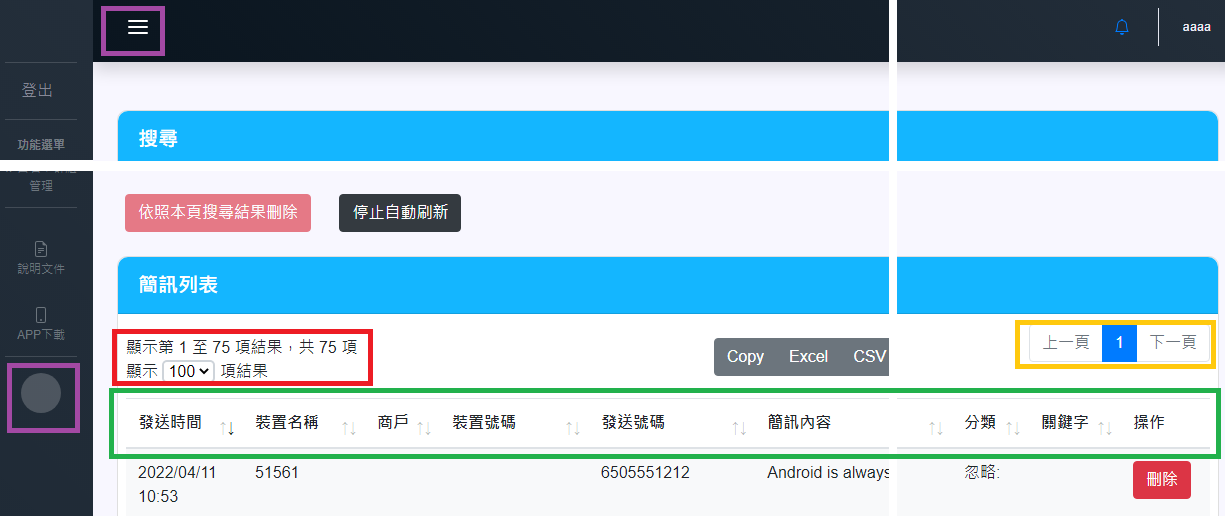 aaaa
登出
功能選單
搜尋
管理
依照本頁搜尋結果刪除 停止自動刷新
說明文件
簡訊列表
APP下載
顯示第 1 至 75 項結果，共 75 項
顯示 100 項結果
Copy Excel CSV
上一頁 1 下一頁
發送時間 裝置名稱 商戶 裝置號碼 發送號碼 簡訊內容 分類 關鍵字 操作
2022/04/11 51561 6505551212 Android is always 忽略: 刪除
10:53